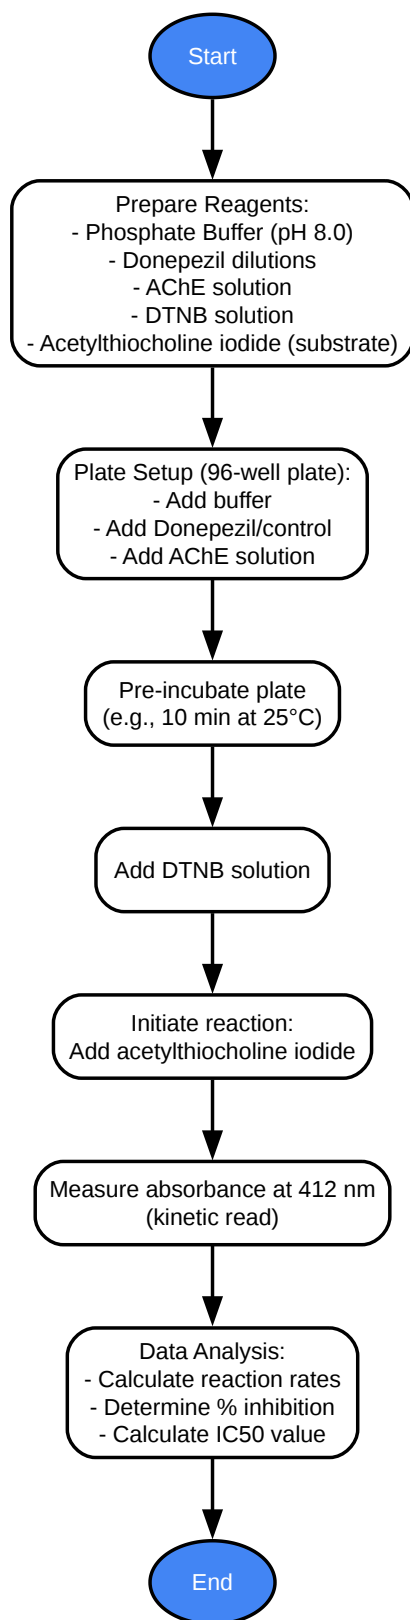 Start
Prepare Reagents:
- Phosphate Buffer (pH 8.0)
- Donepezil dilutions
- AChE solution
- DTNB solution
- Acetylthiocholine iodide (substrate)
Plate Setup (96-well plate):
- Add buffer
- Add Donepezil/control
- Add AChE solution
Pre-incubate plate
(e.g., 10 min at 25°C)
Add DTNB solution
Initiate reaction:
Add acetylthiocholine iodide
Measure absorbance at 412 nm
(kinetic read)
Data Analysis:
- Calculate reaction rates
- Determine % inhibition
- Calculate IC50 value
End